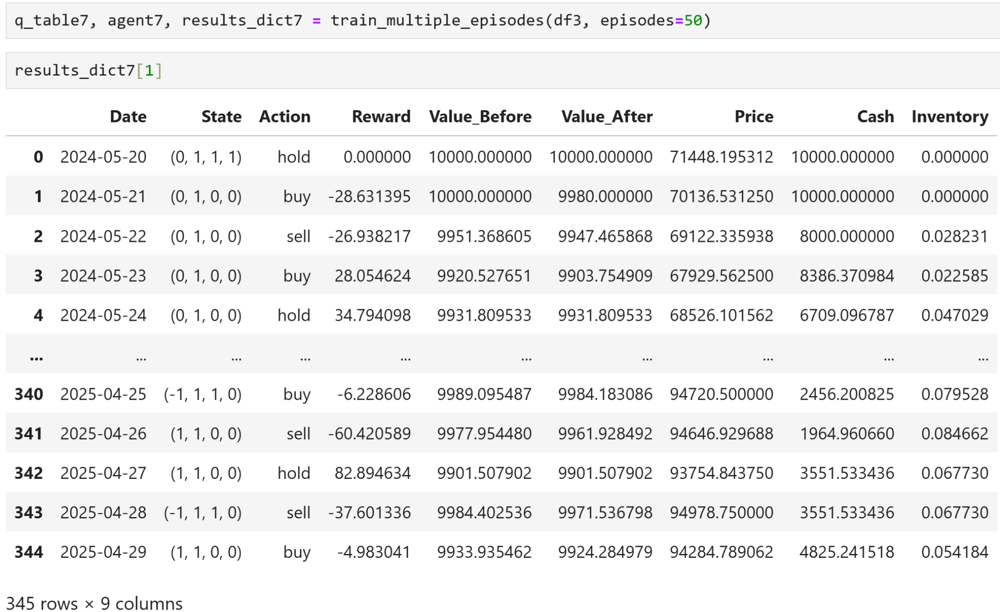 q_table7, agent7, results_dict7 = train_multiple_episodes(df3, episodes=50)
results_dict7[1]
Date State Action Reward Value_Before Value_After Price Cash Inventory
0 2024-05-20 (0, 1, 1, 1) hold 0.000000 10000.000000 10000.000000 71448.195312 10000.000000 0.000000
1 2024-05-21 (0, 1, 0, 0) buy -28.631395 10000.000000 9980.000000 70136.531250 10000.000000 0.000000
2 2024-05-22 (0, 1, 0, 0) sell -26.938217 9951.368605 9947.465868 69122.335938 8000.000000 0.028231
3 2024-05-23 (0, 1, 0, 0) buy 28.054624 9920.527651 9903.754909 67929.562500 8386.370984 0.022585
4 2024-05-24 (0, 1, 0, 0) hold 34.794098 9931.809533 9931.809533 68526.101562 6709.096787 0.047029
... ... ... ... ... ... ... ... ... ...
340 2025-04-25 (-1, 1, 1, 0) buy -6.228606 9989.095487 9984.183086 94720.500000 2456.200825 0.079528
341 2025-04-26 (1, 1, 0, 0) sell -60.420589 9977.954480 9961.928492 94646.929688 1964.960660 0.084662
342 2025-04-27 (1, 1, 0, 0) hold 82.894634 9901.507902 9901.507902 93754.843750 3551.533436 0.067730
343 2025-04-28 (-1, 1, 1, 0) sell -37.601336 9984.402536 9971.536798 94978.750000 3551.533436 0.067730
344 2025-04-29 (1, 1, 0, 0) buy -4.983041 9933.935462 9924.284979 94284.789062 4825.241518 0.054184
345 rows × 9 columns